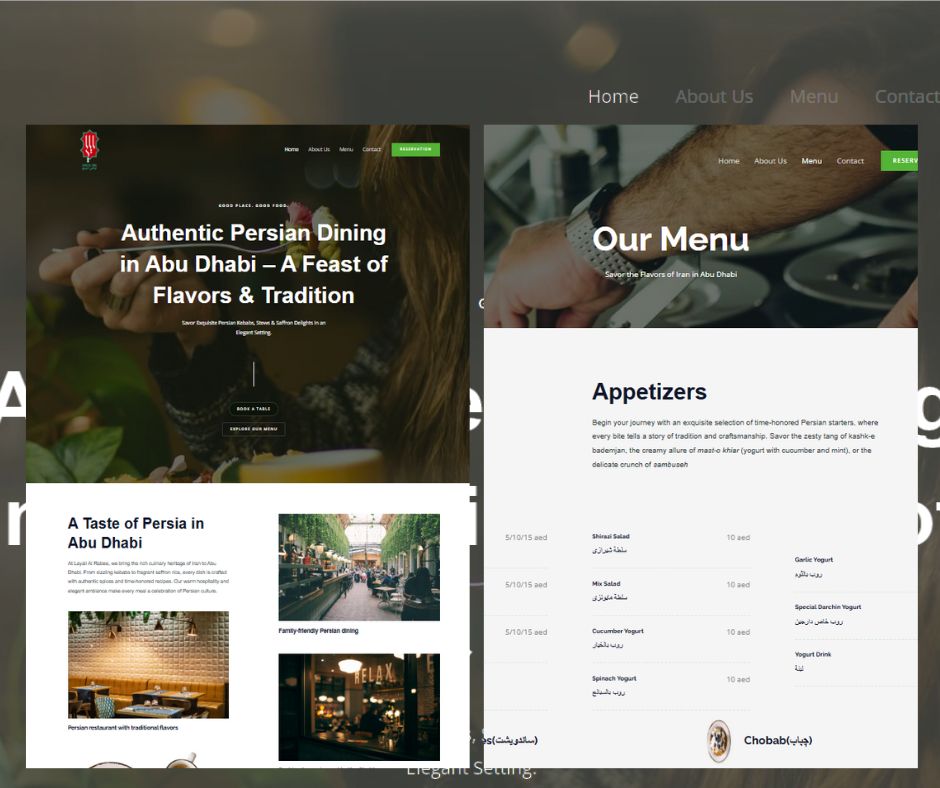 Home About Us Menu Contact
Home About Us Menu Contact RESERVATION
GOOD PLACE. GOOD FOOD.
Authentic Persian Dining
in Abu Dhabi – A Feast of
Flavors & Tradition
Savor Exquisite Persian Kebabs, Stews & Saffron Delights in an
Elegant Setting.
BOOK A TABLE
EXPLORE OUR MENU
A Taste of Persia in
Abu Dhabi
At Layali Al Rabiee, we bring the rich culinary heritage of Iran to Abu
Dhabi. From sizzling kebabs to fragrant saffron rice, every dish is crafted
with authentic spices and time-honored recipes. Our warm hospitality and
elegant ambiance make every meal a celebration of Persian culture.
Persian restaurant with traditional flavors
Family-friendly Persian dining
RELAX
Home About Us Menu Contact RESERV
Our Menu
Savor the Flavors of Iran in Abu Dhabi
Appetizers
Begin your journey with an exquisite selection of time-honored Persian starters, where
every bite tells a story of tradition and craftsmanship. Savor the zesty tang of kashk-e
bademjan, the creamy allure of mast-o khiar (yogurt with cucumber and mint), or the
delicate crunch of sambuseh
5/10/15 aed
5/10/15 aed
5/10/15 aed
Shirazi Salad 10 aed
سلطة شيرازى
Mix Salad 10 aed
سلطة مايونزى
Cucumber Yogurt 10 aed
روب بالخيار
Spinach Yogurt 10 aed
روب بالسبانغ
Garlic Yogurt
روب بالثوم
Special Darchin Yogurt
روب خاص دارجين
Yogurt Drink
لبنة
es(ساندويشت)
Chobab(چباب)
Elegant Setting.